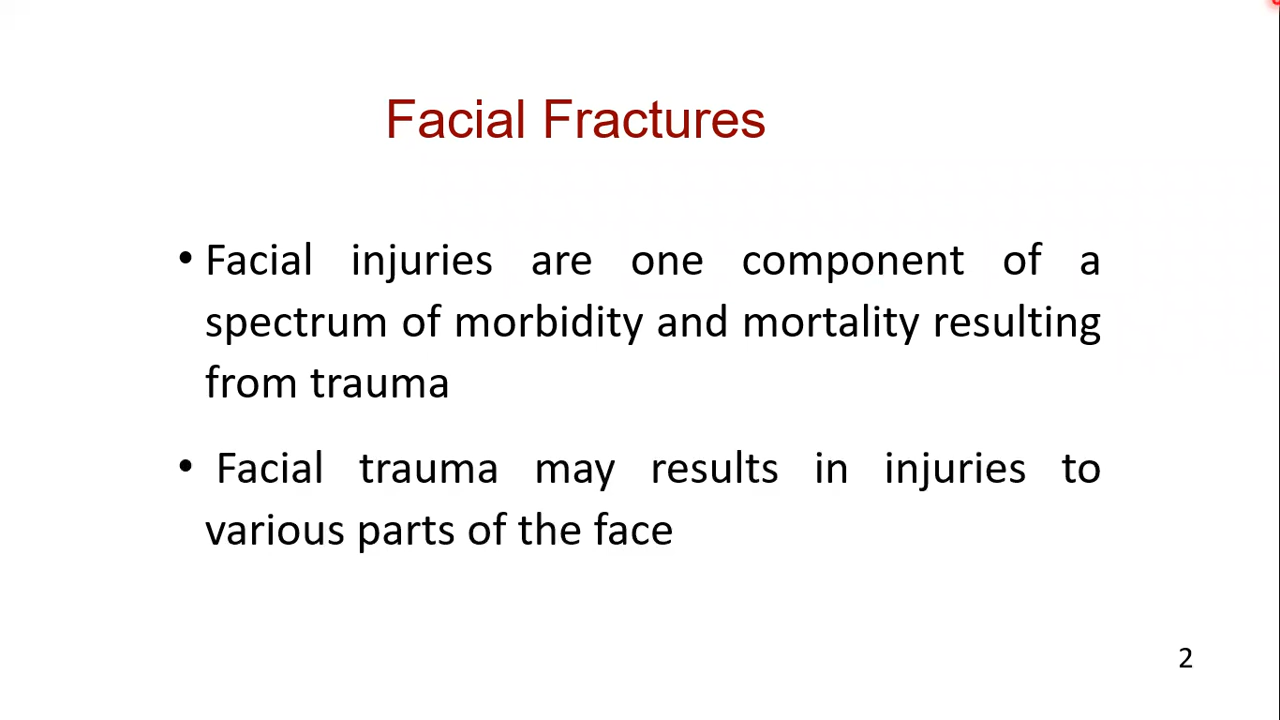 Facial Fractures
• Facial injuries are one component of a
spectrum of morbidity and mortality resulting
from trauma
• Facial trauma may results in injuries to
various parts of the face
2